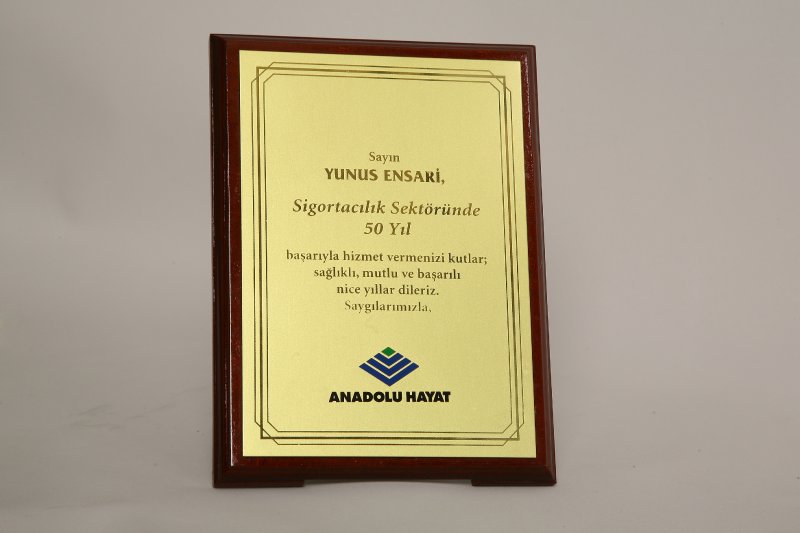 Sayın
YUNUS ENSARİ,
Sigortacılık Sektöründe
50 Yıl
başarıyla hizmet vermenizi kutlar;
sağlıklı, mutlu ve başarılı
nice yıllar dileriz.
Saygılarımızla,
ANADOLU HAYAT